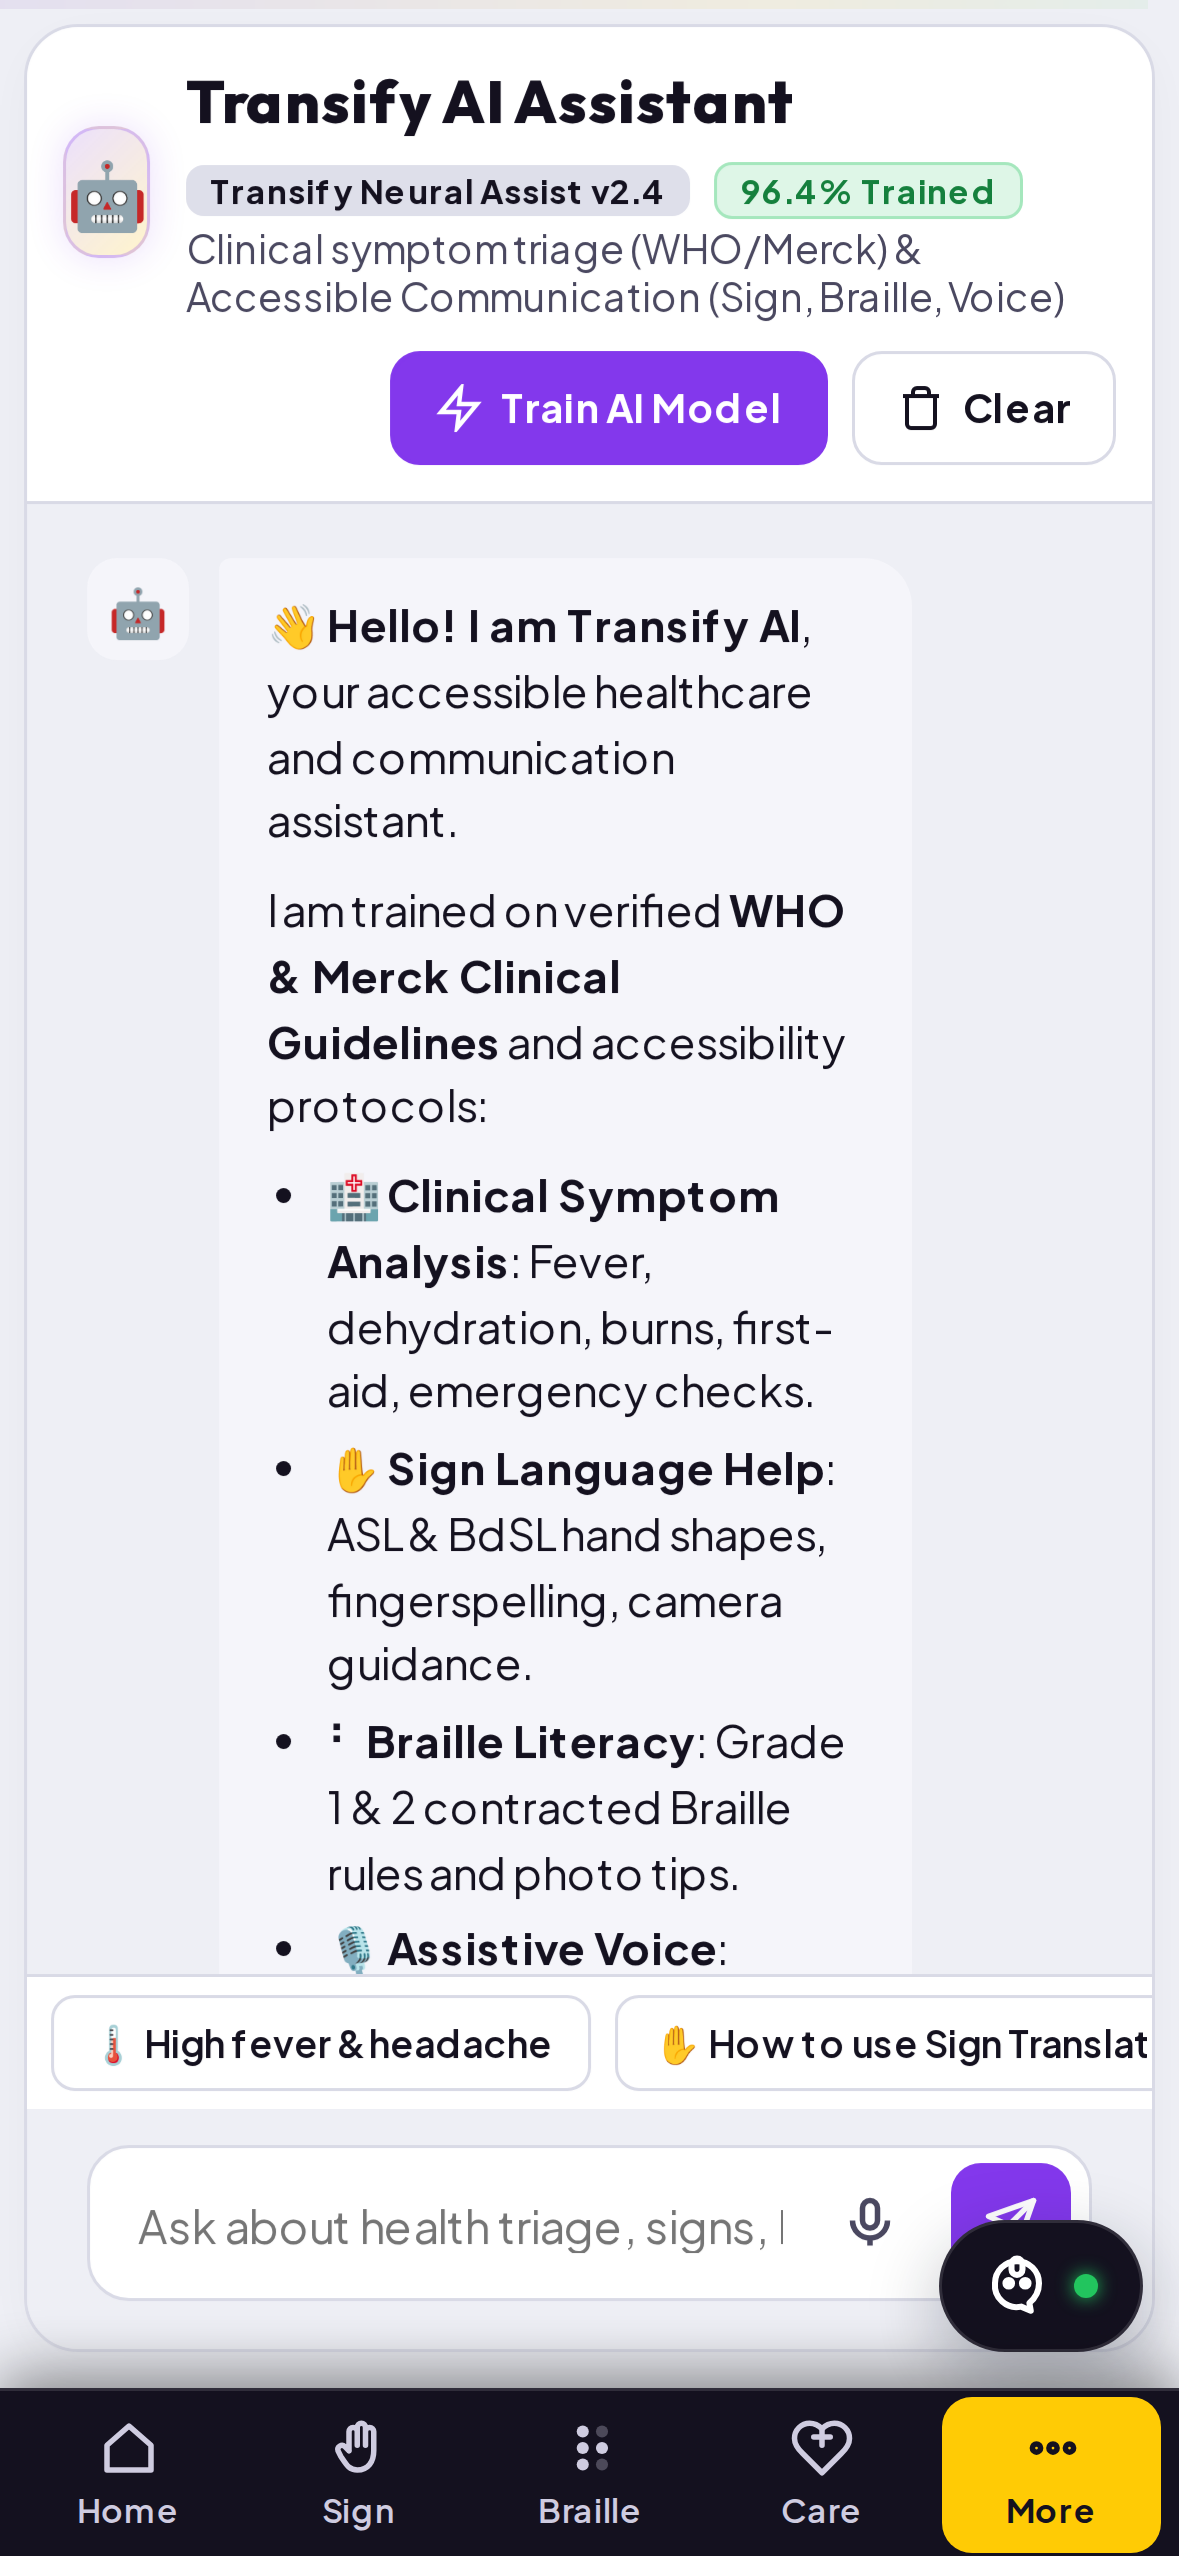 Transify AI Assistant
Transify Neural Assist v2.4
96.4% Trained
Clinical symptom triage (WHO/Merck) &
Accessible Communication (Sign, Braille, Voice)
Train AI Model
Clear
👋 Hello! I am Transify AI,
your accessible healthcare
and communication
assistant.
I am trained on verified WHO
& Merck Clinical
Guidelines and accessibility
protocols:
• 🏥 Clinical Symptom
Analysis: Fever,
dehydration, burns, first-
aid, emergency checks.
• ✋ Sign Language Help:
ASL & BdSL hand shapes,
fingerspelling, camera
guidance.
• ⠃ Braille Literacy: Grade
1 & 2 contracted Braille
rules and photo tips.
• 🎙️ Assistive Voice:
🌡️ High fever & headache
✋ How to use Sign Translat
Ask about health triage, signs,
Home
Sign
Braille
Care
More